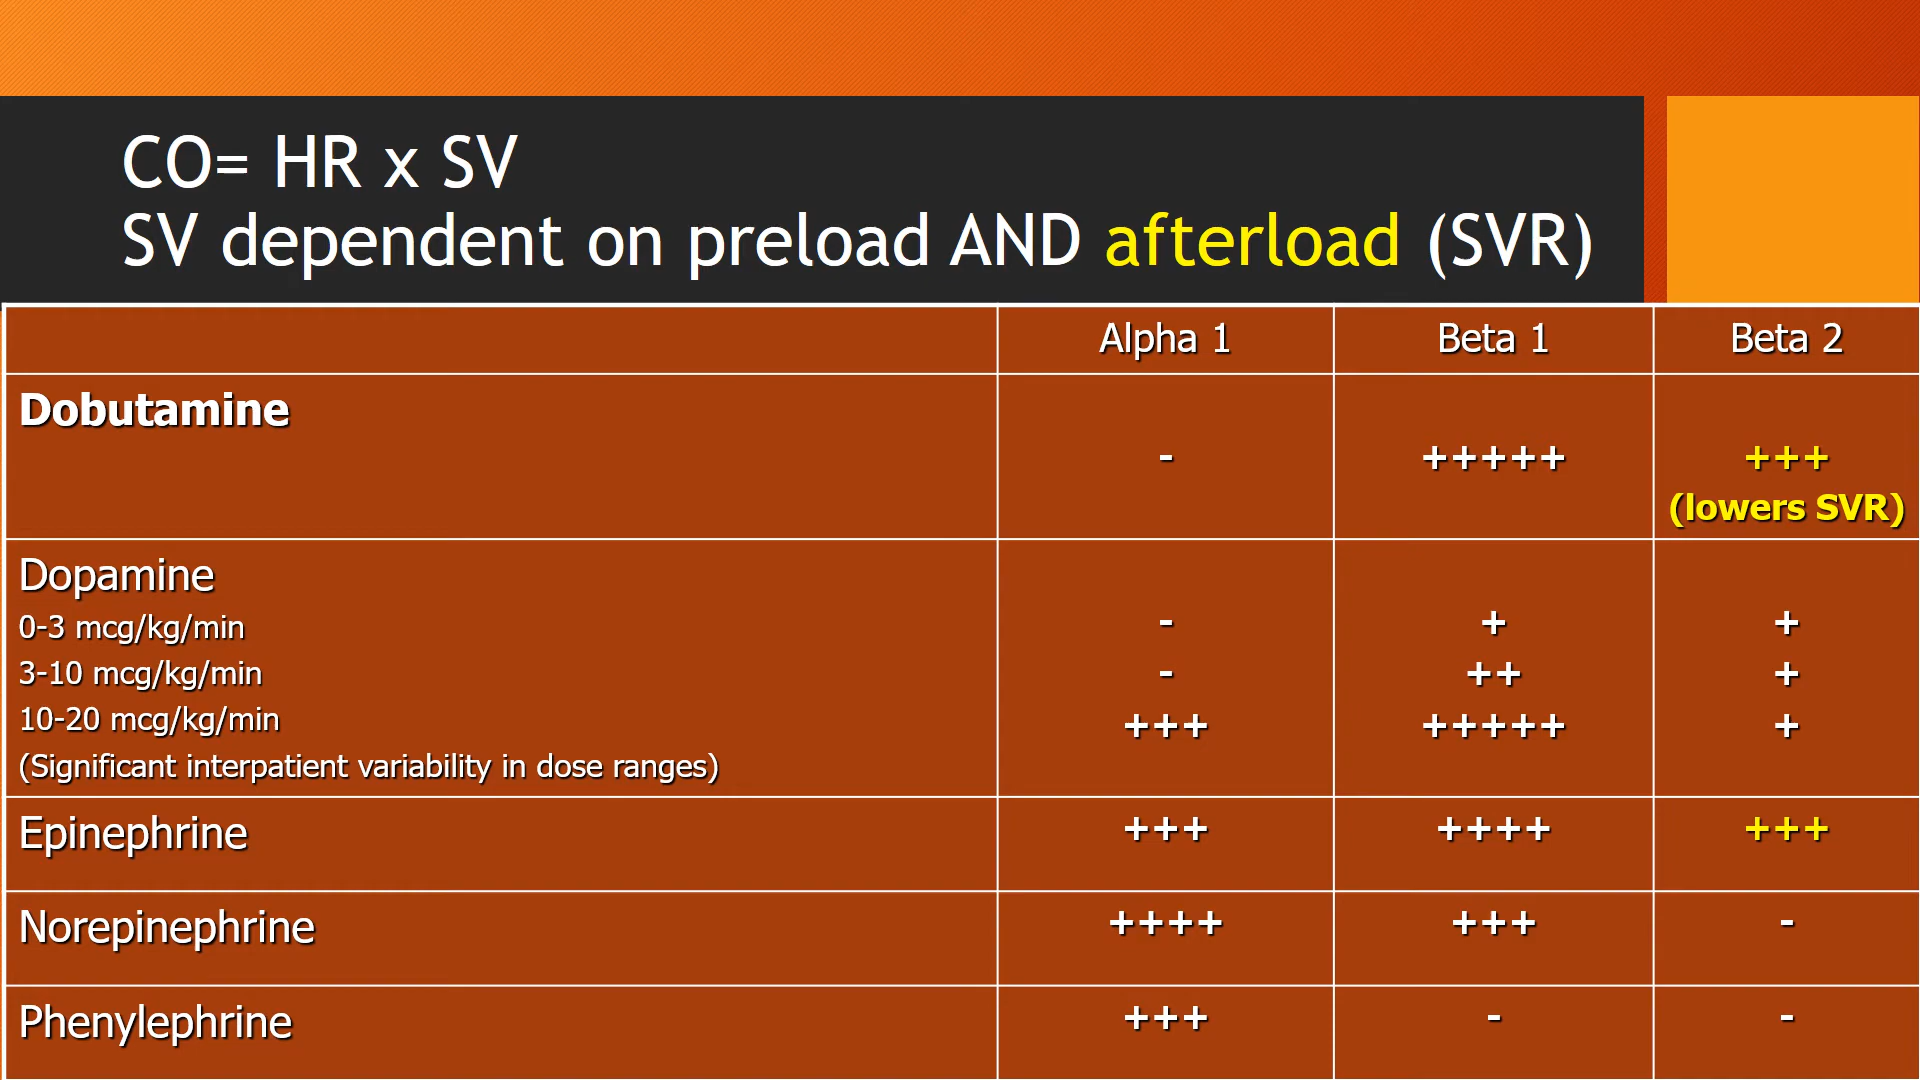 CO= HR x SV
SV dependent on preload AND afterload (SVR)
Alpha 1 Beta 1 Beta 2
Dobutamine
- +++++ +++
(lowers SVR)
Dopamine
0-3 mcg/kg/min - + +
3-10 mcg/kg/min - ++ +
10-20 mcg/kg/min +++ +++++ +
(Significant interpatient variability in dose ranges)
Epinephrine +++ ++++ +++
Norepinephrine ++++ +++ -
Phenylephrine +++ - -